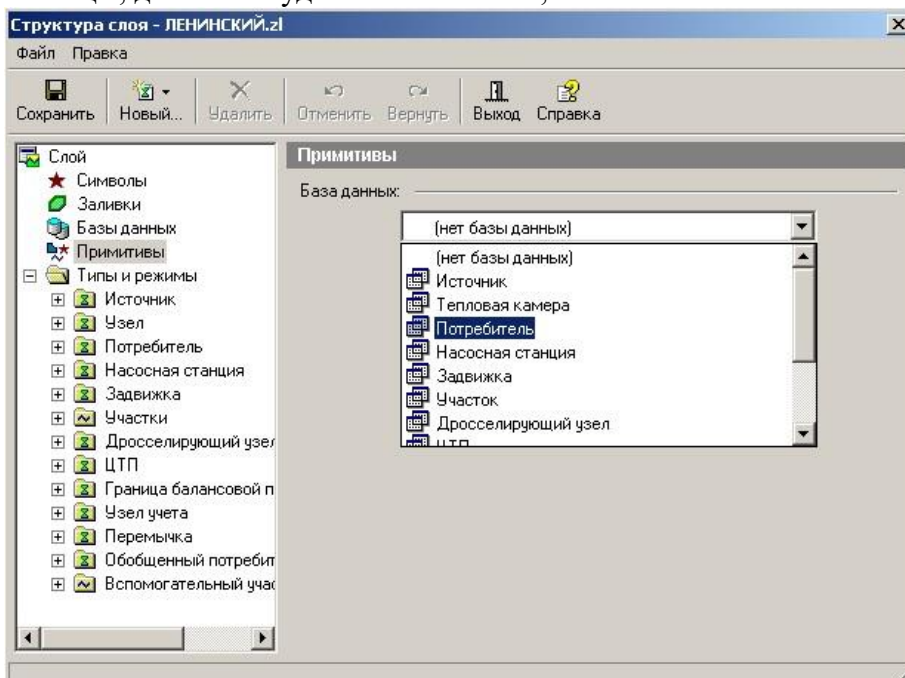 Структура слоя - ЛЕНИНСКИЙ.zl
Файл Правка
Сохранить Новый... Удалить Отменить Вернуть Выход Справка
Слой
Символы
Заливки
Базы данных
Примитивы
Типы и режимы
Источник
Узел
Потребитель
Насосная станция
Задвижка
Участки
Дросселирующий узел
ЦТП
Граница балансовой п
Узел учета
Перемычка
Обобщенный потребит
Вспомогательный учас
Примитивы
База данных:
(нет базы данных)
(нет базы данных)
Источник
Тепловая камера
Потребитель
Насосная станция
Задвижка
Участок
Дросселирующий узел
ЦТП